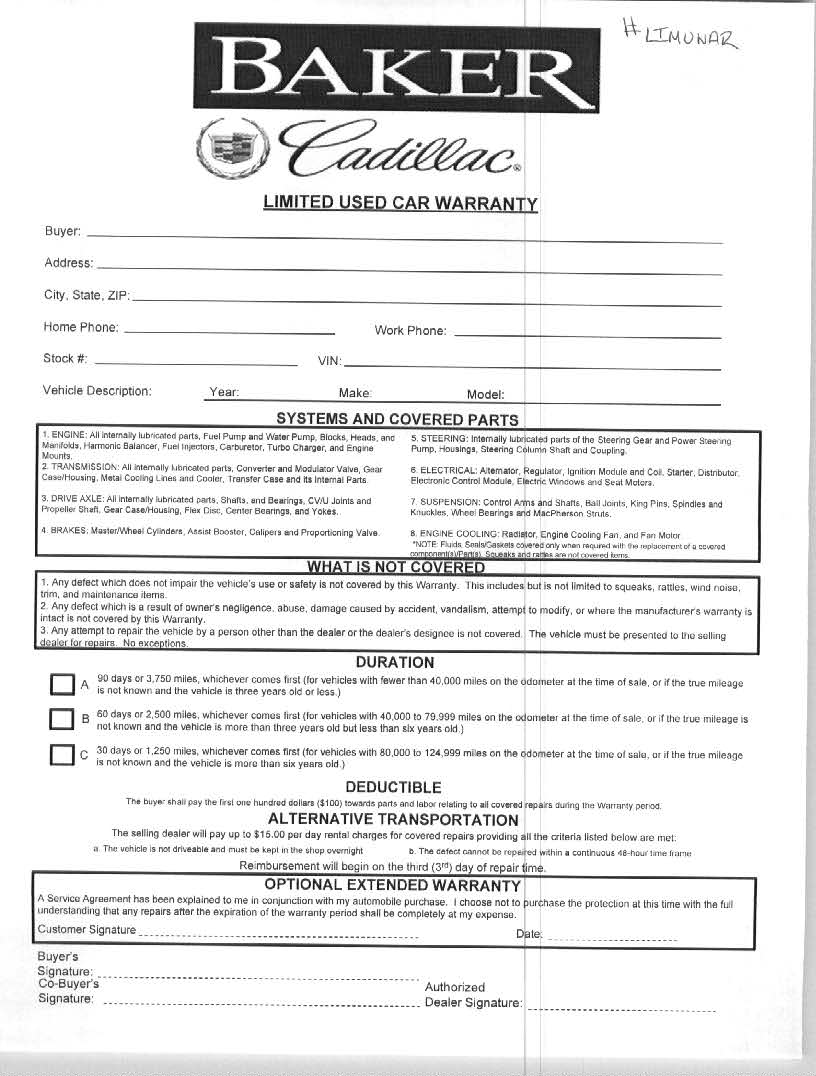 # LIMUNAR
BAKER
Cadillac®
LIMITED USED CAR WARRANTY
Buyer:
Address:
City, State, ZIP:
Home Phone: Work Phone:
Stock #: VIN:
Vehicle Description: Year: Make: Model:
SYSTEMS AND COVERED PARTS
1. ENGINE: All internally lubricated parts, Fuel Pump and Water Pump, Blocks, Heads, and
Manifolds, Harmonic Balancer, Fuel Injectors, Carburetor, Turbo Charger, and Engine
Mounts.
2. TRANSMISSION: All internally lubricated parts, Converter and Modulator Valve, Gear
Case/Housing, Metal Cooling Lines and Cooler, Transfer Case and its Internal Parts.
3. DRIVE AXLE: All internally lubricated parts, Shafts, and Bearings, CV/U Joints and
Propeller Shaft, Gear Case/Housing, Flex Disc, Center Bearings, and Yokes.
4. BRAKES: Master/Wheel Cylinders, Assist Booster, Calipers and Proportioning Valve.
5. STEERING: Internally lubricated parts of the Steering Gear and Power Steering
Pump, Housings, Steering Column Shaft and Coupling.
6. ELECTRICAL: Alternator, Regulator, Ignition Module and Coil, Starter, Distributor,
Electronic Control Module, Electric Windows and Seat Motors.
7. SUSPENSION: Control Arms and Shafts, Ball Joints, King Pins, Spindles and
Knuckles, Wheel Bearings and MacPherson Struts.
8. ENGINE COOLING: Radiator, Engine Cooling Fan, and Fan Motor
*NOTE: Fluids, Seals/Gaskets covered only when required with the replacement of a covered
component(s)/Part(s). Squeaks and rattles are not covered items.
WHAT IS NOT COVERED
1. Any defect which does not impair the vehicle's use or safety is not covered by this Warranty. This includes but is not limited to squeaks, rattles, wind noise,
trim, and maintenance items.
2. Any defect which is a result of owner's negligence, abuse, damage caused by accident, vandalism, attempt to modify, or where the manufacturer's warranty is
intact is not covered by this Warranty.
3. Any attempt to repair the vehicle by a person other than the dealer or the dealer's designee is not covered. The vehicle must be presented to the selling
dealer for repairs. No exceptions.
DURATION
A 90 days or 3,750 miles, whichever comes first (for vehicles with fewer than 40,000 miles on the odometer at the time of sale, or if the true mileage
is not known and the vehicle is three years old or less.)
B 60 days or 2,500 miles, whichever comes first (for vehicles with 40,000 to 79,999 miles on the odometer at the time of sale, or if the true mileage is
not known and the vehicle is more than three years old but less than six years old.)
C 30 days or 1,250 miles, whichever comes first (for vehicles with 80,000 to 124,999 miles on the odometer at the time of sale, or if the true mileage
is not known and the vehicle is more than six years old.)
DEDUCTIBLE
The buyer shall pay the first one hundred dollars ($100) towards parts and labor relating to all covered repairs during the Warranty period.
ALTERNATIVE TRANSPORTATION
The selling dealer will pay up to $15.00 per day rental charges for covered repairs providing all the criteria listed below are met:
a. The vehicle is not driveable and must be kept in the shop overnight b. The defect cannot be repaired within a continuous 48-hour time frame
Reimbursement will begin on the third (3rd) day of repair time.
OPTIONAL EXTENDED WARRANTY
A Service Agreement has been explained to me in conjunction with my automobile purchase. I choose not to purchase the protection at this time with the full
understanding that any repairs after the expiration of the warranty period shall be completely at my expense.
Customer Signature Date:
Buyer's
Signature:
Co-Buyer's
Signature:
Authorized
Dealer Signature: